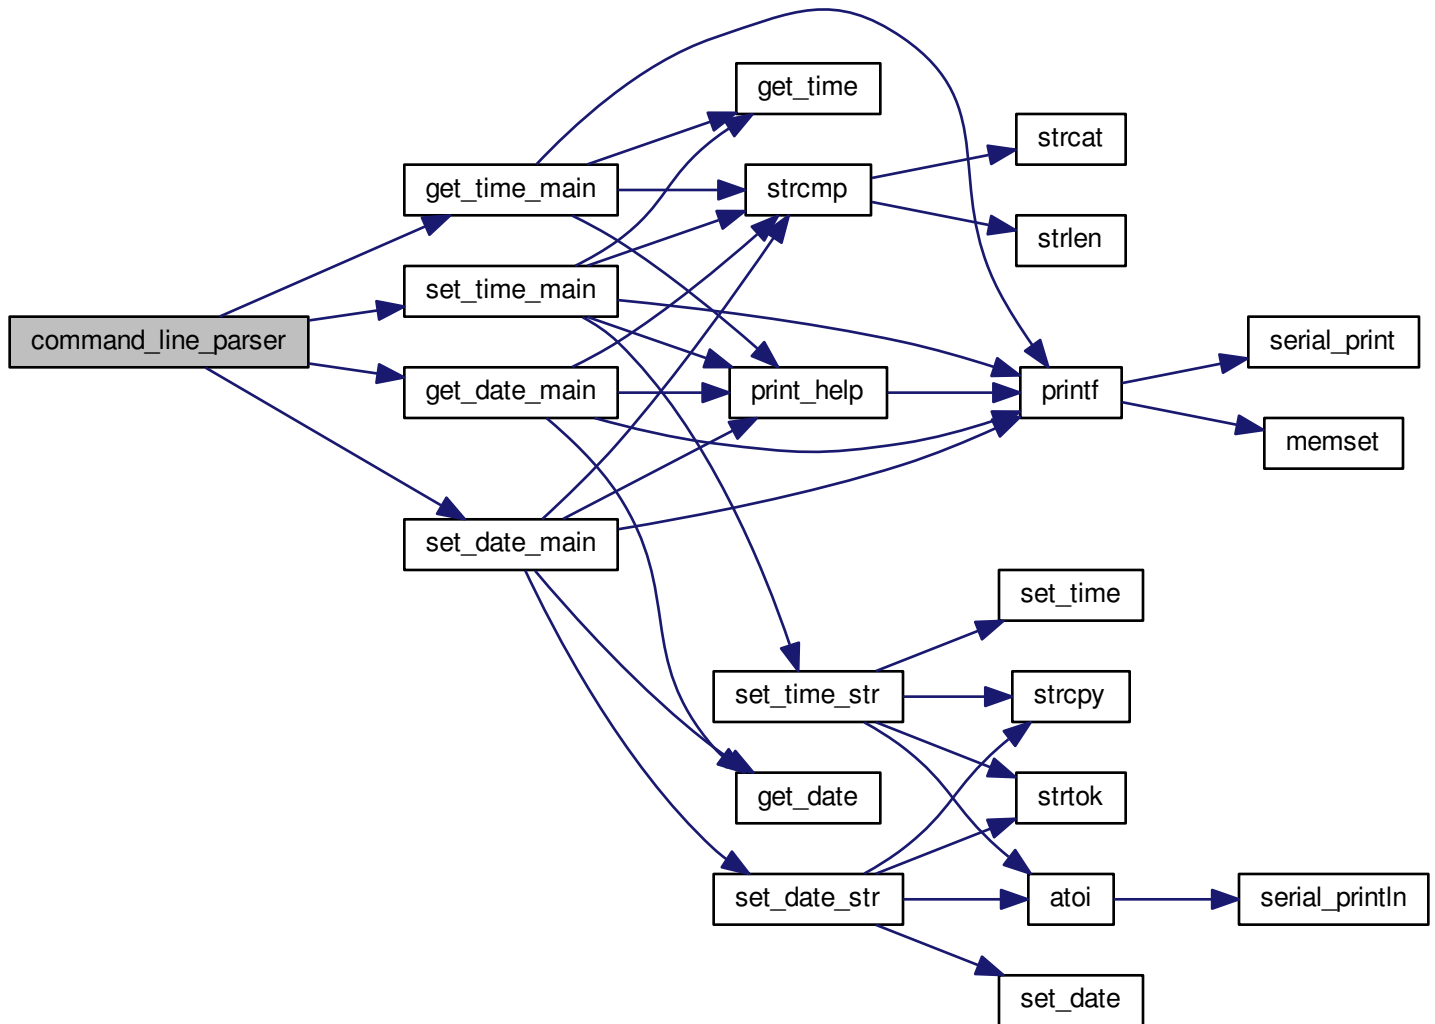 get_time
strcat
get_time_main
strcmp
strlen
set_time_main
command_line_parser
serial_print
get_date_main
print_help
printf
memset
set_date_main
set_time
set_time_str
strcpy
get_date
strtok
set_date_str
atoi
serial_println
set_date